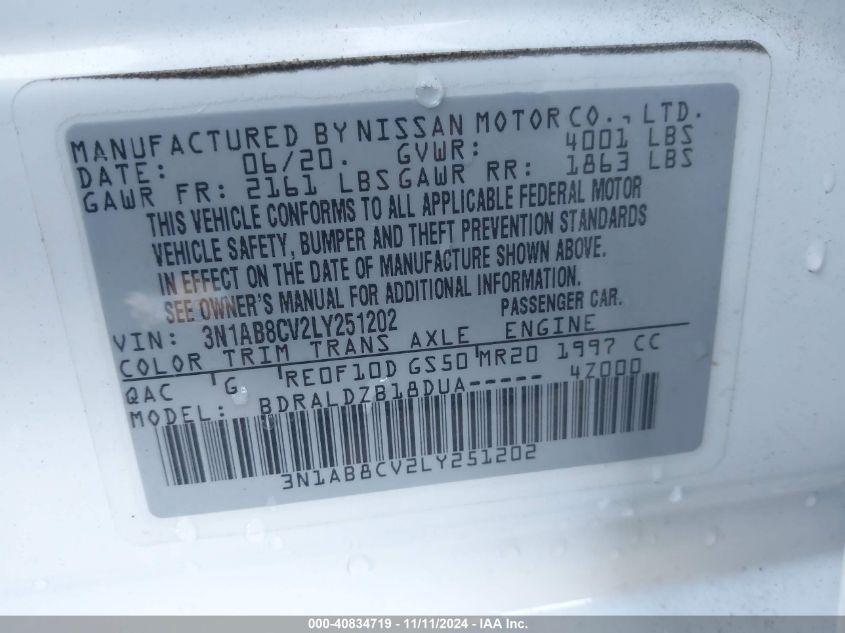 MANUFACTURED BY NISSAN MOTOR CO., LTD.
DATE: 06/20. GVWR: 4001 LBS
GAWR FR: 2161 LBS GAWR RR: 1863 LBS
THIS VEHICLE CONFORMS TO ALL APPLICABLE FEDERAL MOTOR
VEHICLE SAFETY, BUMPER AND THEFT PREVENTION STANDARDS
IN EFFECT ON THE DATE OF MANUFACTURE SHOWN ABOVE.
SEE OWNER'S MANUAL FOR ADDITIONAL INFORMATION.
VIN: 3N1AB8CV2LY251202 PASSENGER CAR.
COLOR TRIM TRANS AXLE ENGINE
QAC G RE0F10D GS50 MR20 1997 CC
MODEL: BDRALDZB18DUA----- 4Z000
3N1AB8CV2LY251202
000-40834719 - 11/11/2024 - IAA Inc.